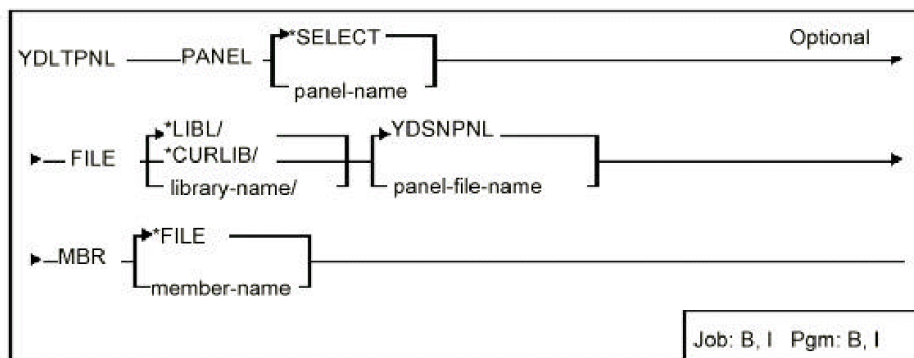 *SELECT
Optional
YDLTPNL PANEL
panel-name
*LIBL/ YDSNPNL
FILE *CURLIB/
library-name/ panel-file-name
*FILE
MBR
member-name
Job: B, I Pgm: B, I